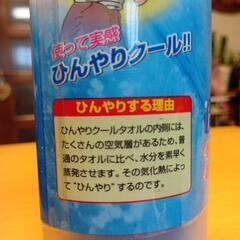 使って実感
ひんやりクール!!
ひんやりする理由
ひんやりクールタオルの内側には、
たくさんの空気層があるため、普
通のタオルに比べ、水分を素早く
蒸発させます。その気化熱によっ
て"ひんやり"するのです。